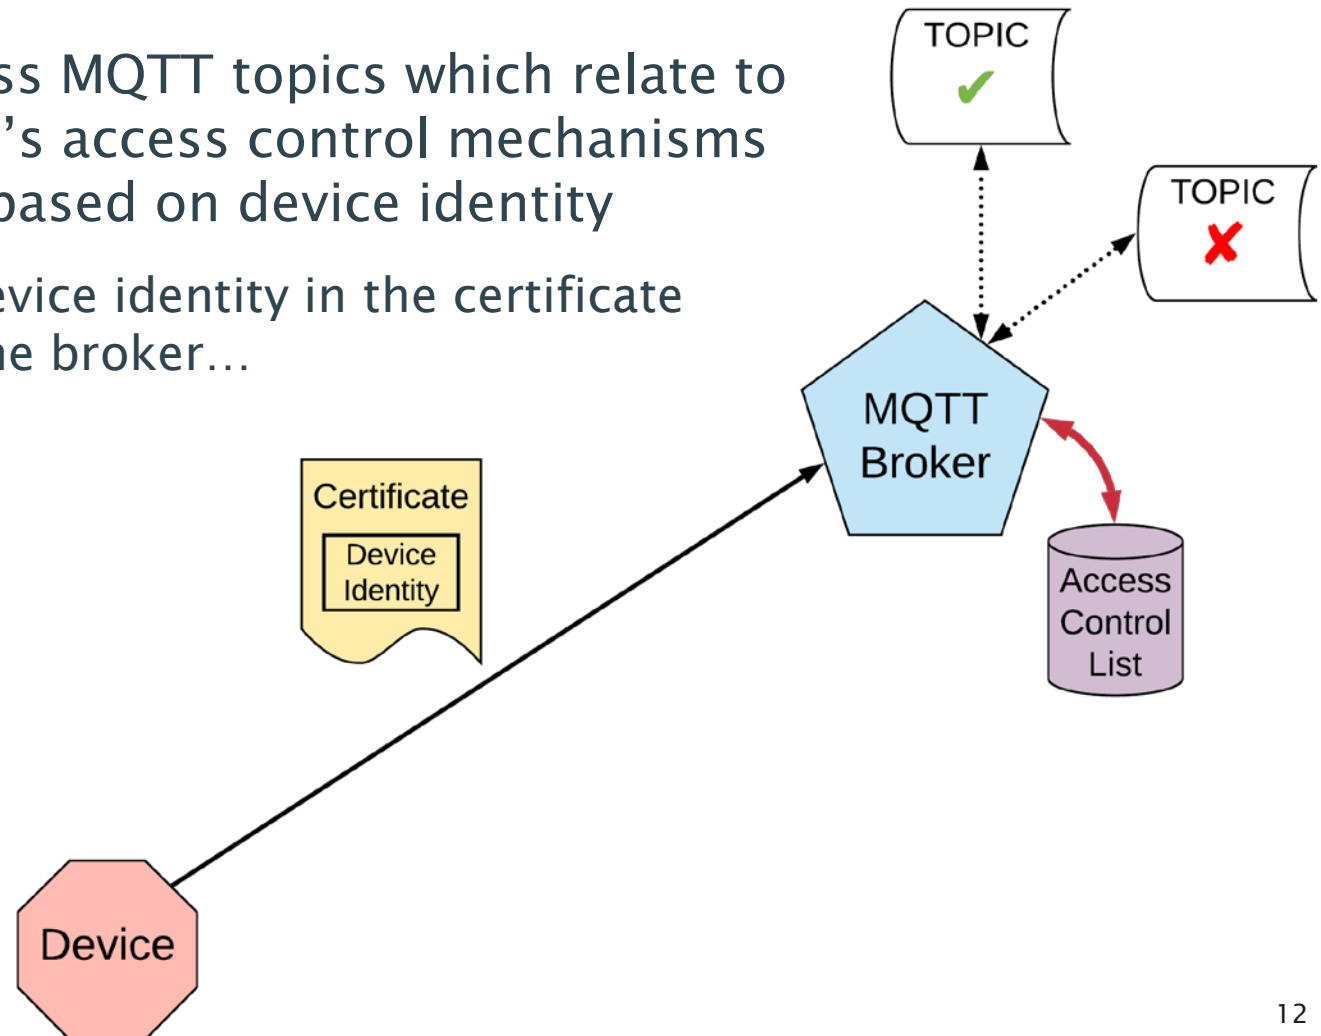 ss MQTT topics which relate to
's access control mechanisms
based on device identity
evice identity in the certificate
ne broker…
TOPIC
✔
TOPIC
✘
MQTT
Broker
Certificate
Device
Identity
Access
Control
List
Device
12